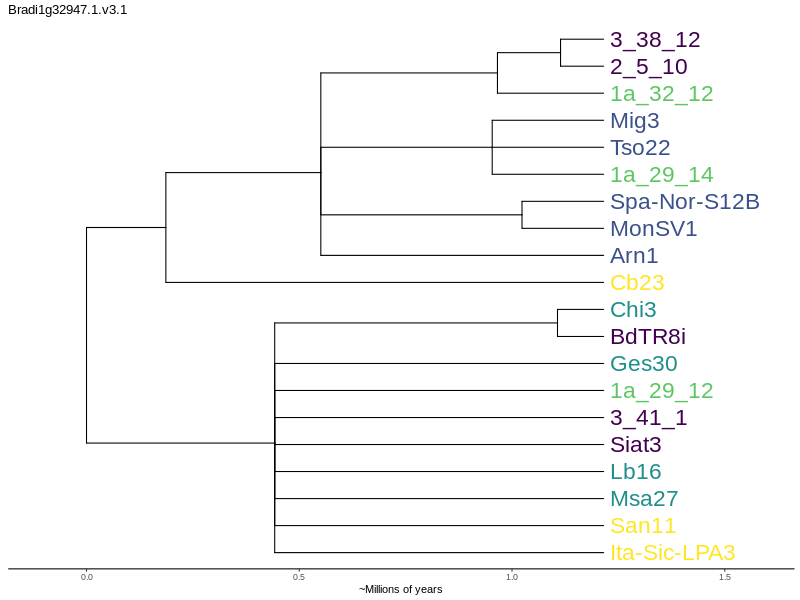 Bradi1g32947.1.v3.1
3_38_12
2_5_10
1a_32_12
Mig3
Tso22
1a_29_14
Spa-Nor-S12B
MonSV1
Arn1
Cb23
Chi3
BdTR8i
Ges30
1a_29_12
3_41_1
Siat3
Lb16
Msa27
San11
Ita-Sic-LPA3
0.0 0.5 1.0 1.5
~Millions of years